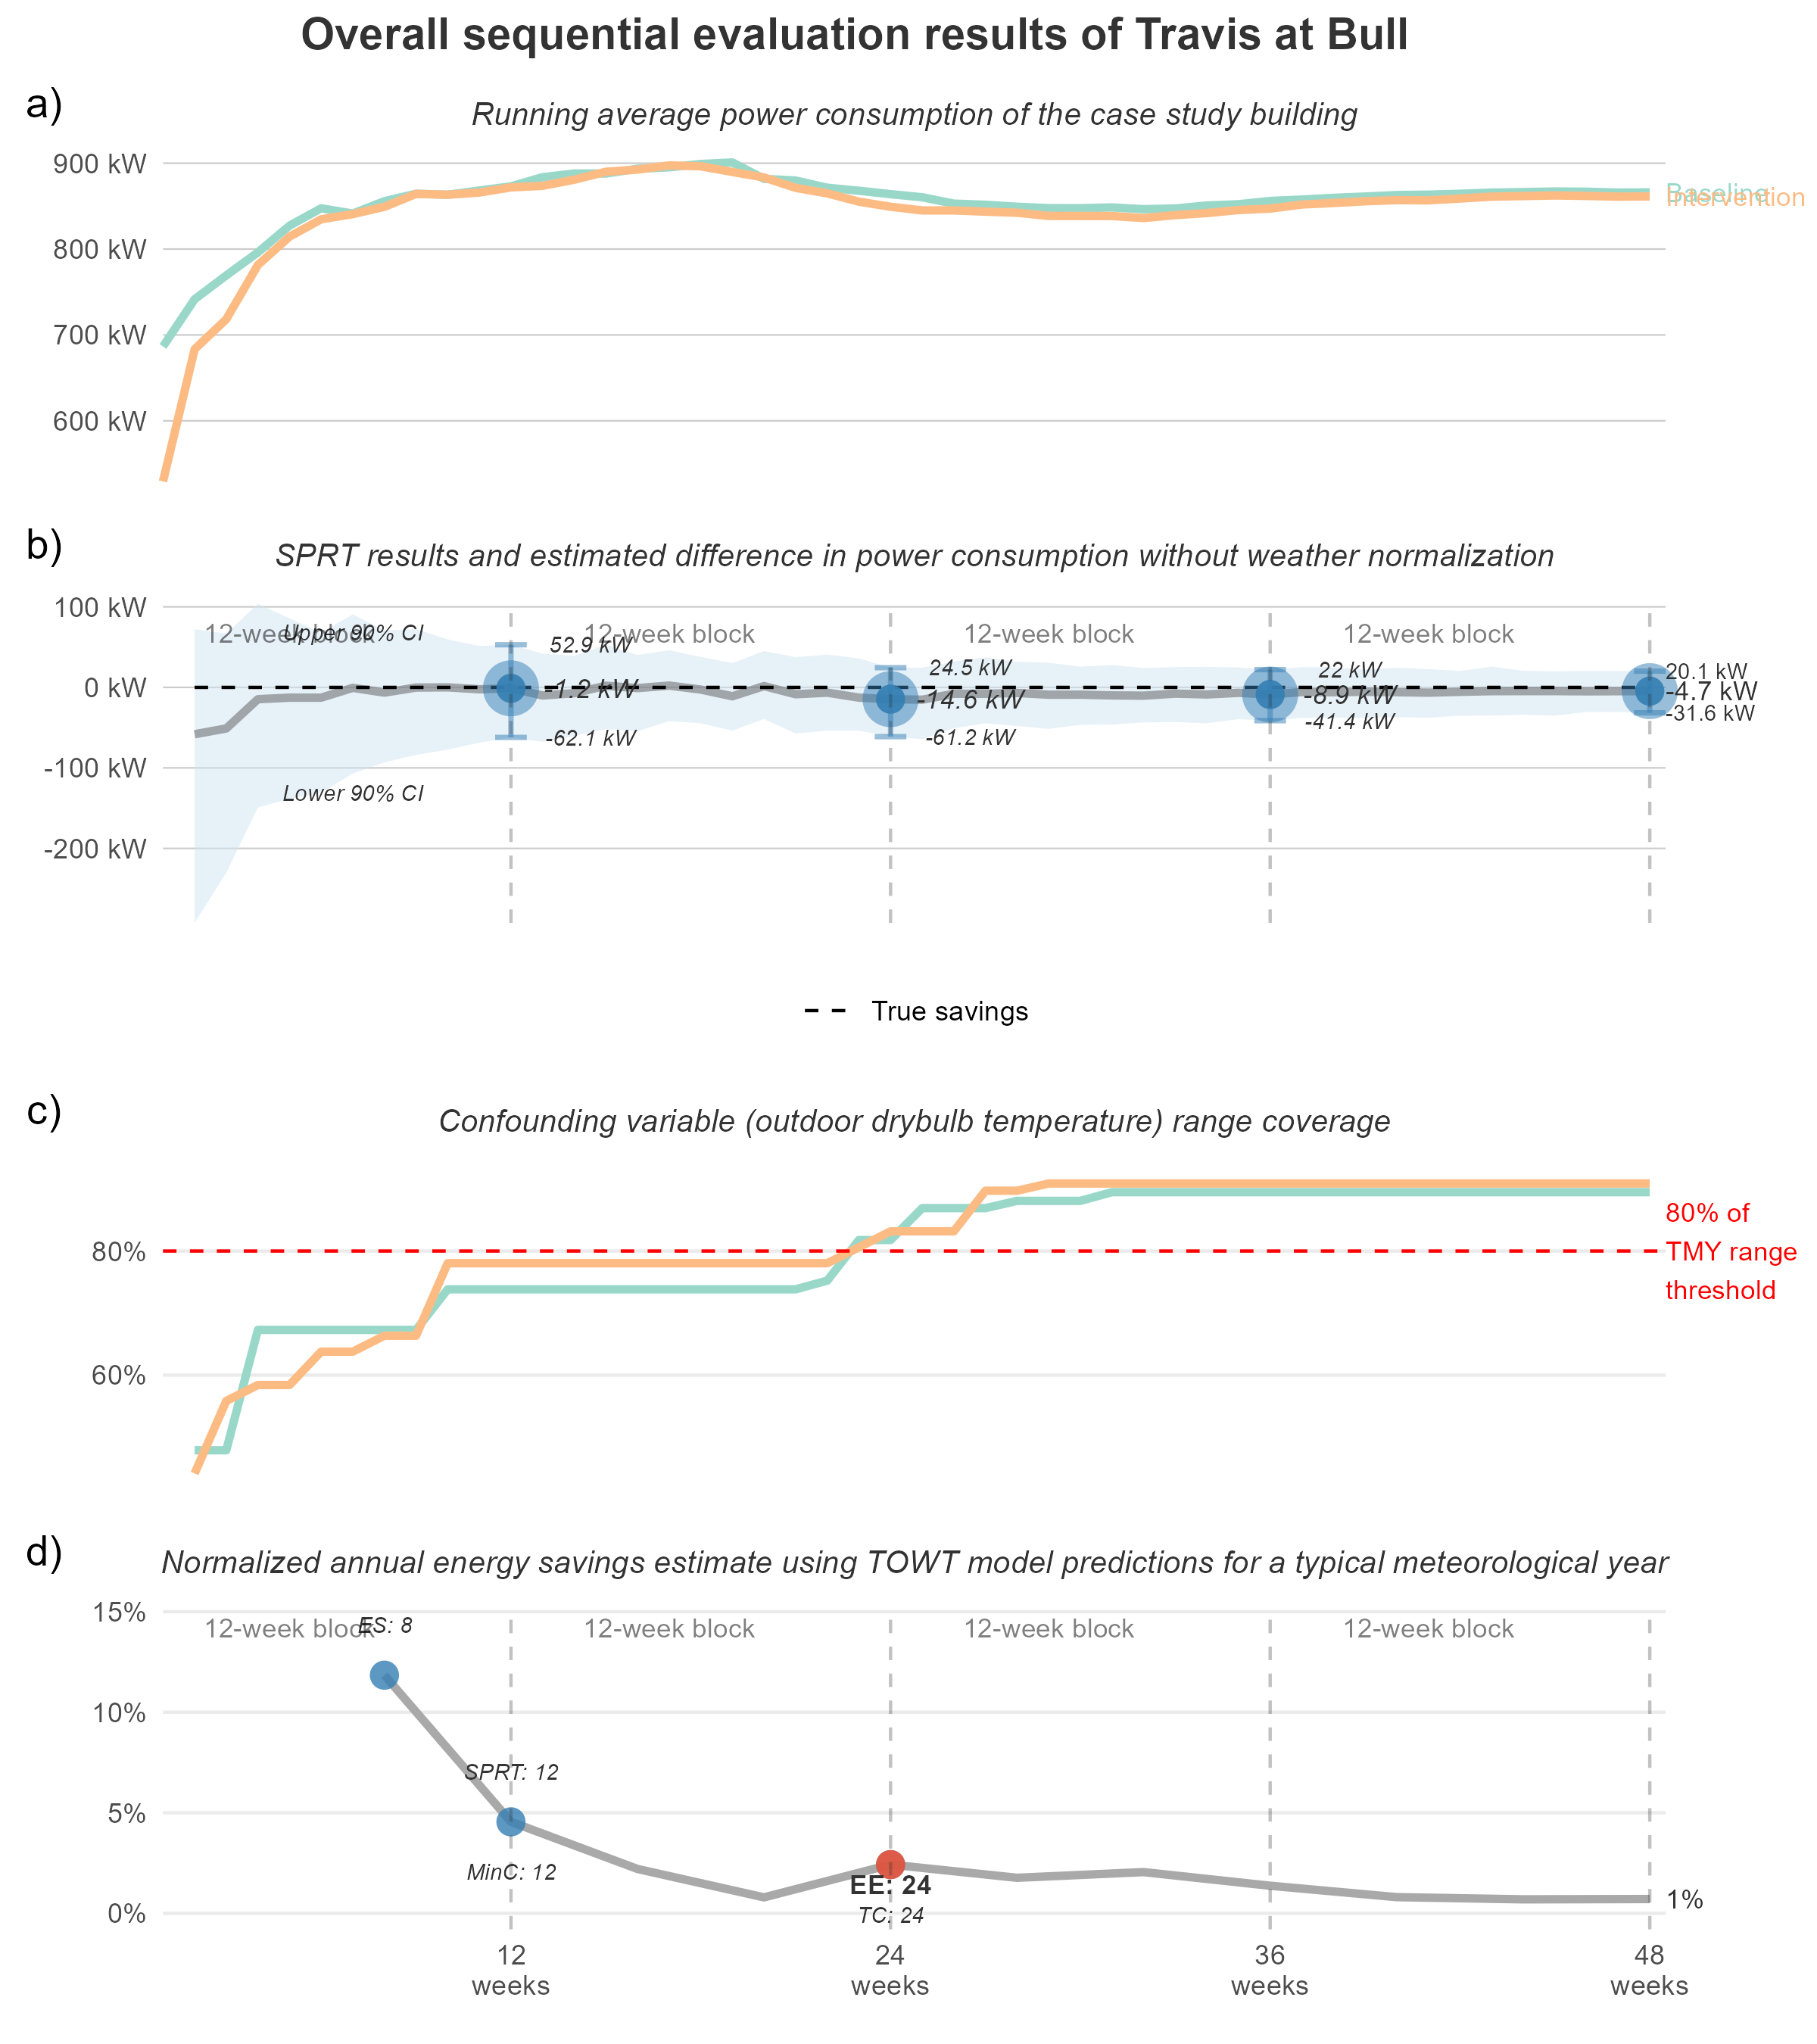 Overall sequential evaluation results of Travis at Bull
a)
Running average power consumption of the case study building
900 kW
800 kW
700 kW
600 kW
Baseline
Intervention
b)
SPRT results and estimated difference in power consumption without weather normalization
100 kW
0 kW
-100 kW
-200 kW
12-week block
12-week block
12-week block
12-week block
Upper 90% CI
Lower 90% CI
52.9 kW
-1.2 kW
-62.1 kW
24.5 kW
-14.6 kW
-61.2 kW
22 kW
-8.9 kW
-41.4 kW
20.1 kW
-4.7 kW
-31.6 kW
True savings
c)
Confounding variable (outdoor drybulb temperature) range coverage
80%
60%
80% of
TMY range
threshold
d)
Normalized annual energy savings estimate using TOWT model predictions for a typical meteorological year
15%
10%
5%
0%
12-week block
12-week block
12-week block
12-week block
ES: 8
SPRT: 12
MinC: 12
EE: 24
TC: 24
1%
12
weeks
24
weeks
36
weeks
48
weeks